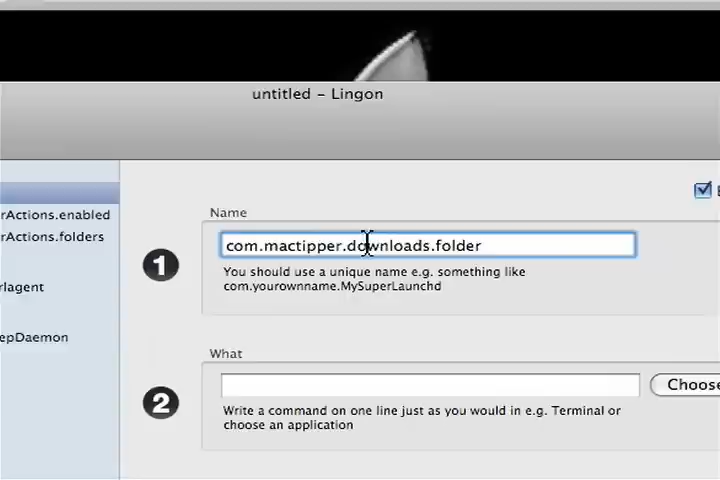 untitled – Lingon
rActions.enabled
rActions.folders
rlagent
epDaemon
Name
1
com.mactipper.downloads.folder
You should use a unique name e.g. something like
com.yourownname.MySuperLaunchd
What
2
Choose
Write a command on one line just as you would in e.g. Terminal or
choose an application